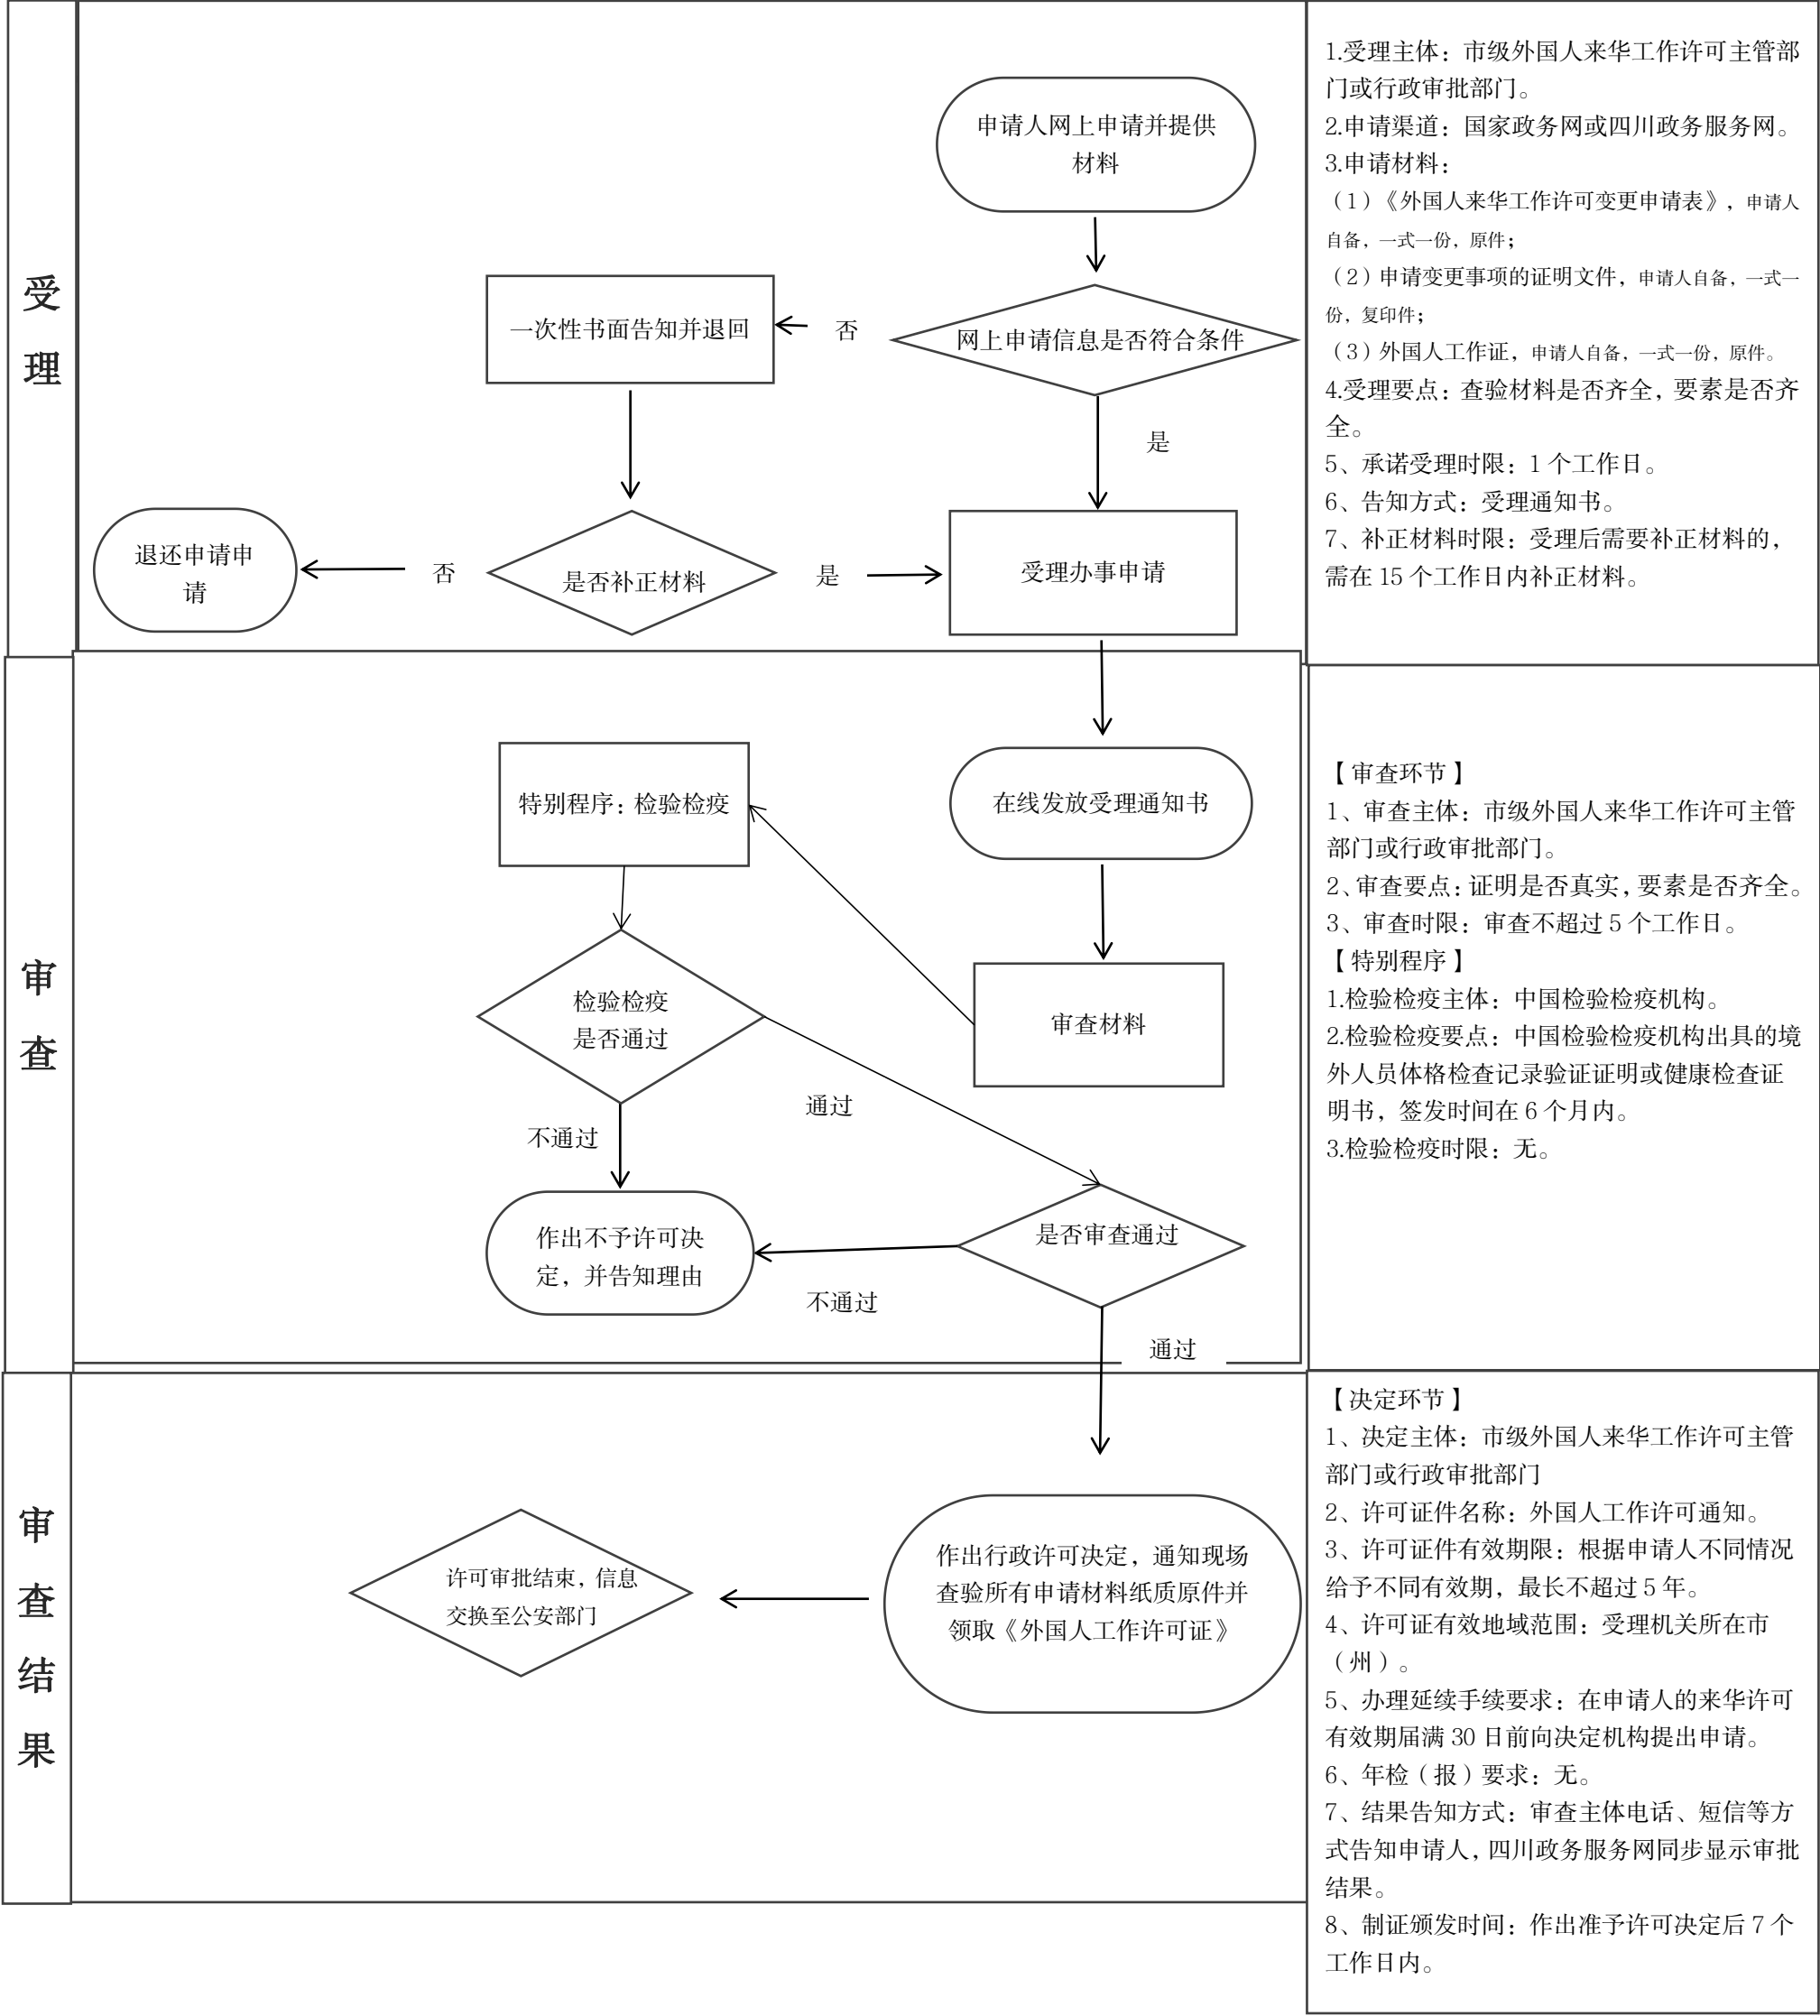 受
理
申请人网上申请并提供
材料
网上申请信息是否符合条件
否
一次性书面告知并退回
是
是否补正材料
否
退还申请申
请
是
受理办事申请
1.受理主体：市级外国人来华工作许可主管部
门或行政审批部门。
2.申请渠道：国家政务网或四川政务服务网。
3.申请材料：
（1）《外国人来华工作许可变更申请表》，申请人
自备，一式一份，原件；
（2）申请变更事项的证明文件，申请人自备，一式一
份，复印件；
（3）外国人工作证，申请人自备，一式一份，原件。
4.受理要点：查验材料是否齐全，要素是否齐
全。
5、承诺受理时限：1 个工作日。
6、告知方式：受理通知书。
7、补正材料时限：受理后需要补正材料的，
需在 15 个工作日内补正材料。
审
查
在线发放受理通知书
特别程序：检验检疫
审查材料
检验检疫
是否通过
通过
不通过
是否审查通过
作出不予许可决
定，并告知理由
不通过
通过
【审查环节】
1、审查主体：市级外国人来华工作许可主管
部门或行政审批部门。
2、审查要点：证明是否真实，要素是否齐全。
3、审查时限：审查不超过 5 个工作日。
【特别程序】
1.检验检疫主体：中国检验检疫机构。
2.检验检疫要点：中国检验检疫机构出具的境
外人员体格检查记录验证证明或健康检查证
明书，签发时间在 6 个月内。
3.检验检疫时限：无。
审
查
结
果
作出行政许可决定，通知现场
查验所有申请材料纸质原件并
领取《外国人工作许可证》
许可审批结束，信息
交换至公安部门
【决定环节】
1、决定主体：市级外国人来华工作许可主管
部门或行政审批部门
2、许可证件名称：外国人工作许可通知。
3、许可证件有效期限：根据申请人不同情况
给予不同有效期，最长不超过 5 年。
4、许可证有效地域范围：受理机关所在市
（州）。
5、办理延续手续要求：在申请人的来华许可
有效期届满 30 日前向决定机构提出申请。
6、年检（报）要求：无。
7、结果告知方式：审查主体电话、短信等方
式告知申请人，四川政务服务网同步显示审批
结果。
8、制证颁发时间：作出准予许可决定后 7 个
工作日内。